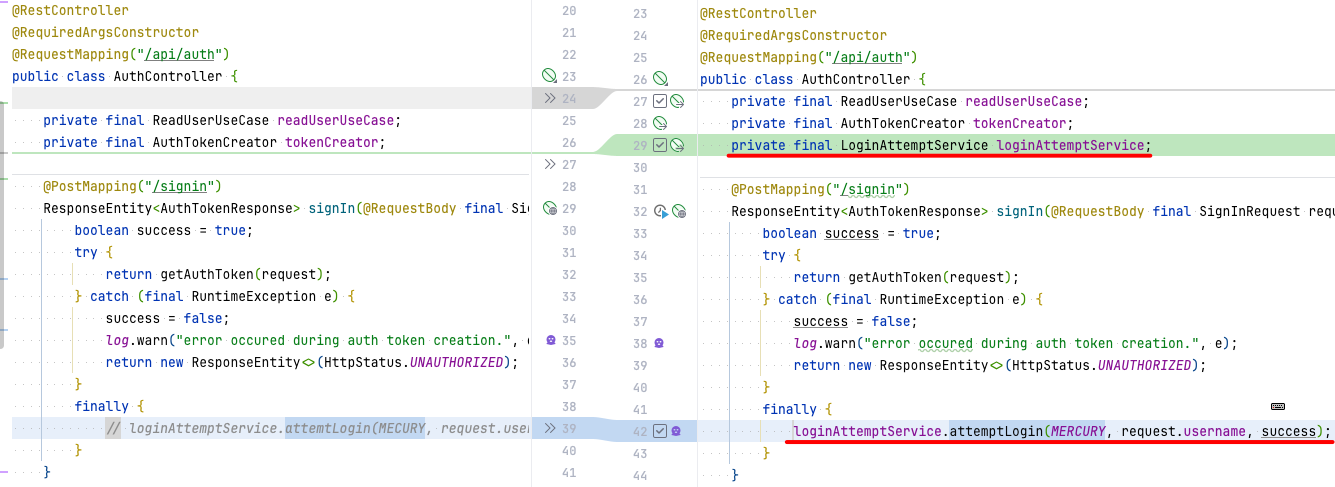 @RestController
@RequiredArgsConstructor
@RequestMapping("/api/auth")
public class AuthController {
private final ReadUserUseCase readUserUseCase;
private final AuthTokenCreator tokenCreator;
@PostMapping("/signin")
ResponseEntity<AuthTokenResponse> signIn(@RequestBody final Si
boolean success = true;
try {
return getAuthToken(request);
} catch (final RuntimeException e) {
success = false;
log.warn("error occured during auth token creation.", e
return new ResponseEntity<>(HttpStatus.UNAUTHORIZED);
}
finally {
// loginAttemptService.attemtLogin(MECURY, request.use
}
}
20
21
22
23
24
25
26
27
28
29
30
31
32
33
34
35
36
37
38
39
40
41
23
24
25
26
27
28
29
30
31
32
33
34
35
36
37
38
39
40
41
42
43
44
@RestController
@RequiredArgsConstructor
@RequestMapping("/api/auth")
public class AuthController {
private final ReadUserUseCase readUserUseCase;
private final AuthTokenCreator tokenCreator;
private final LoginAttemptService loginAttemptService;
@PostMapping("/signin")
ResponseEntity<AuthTokenResponse> signIn(@RequestBody final SignInRequest req
boolean success = true;
try {
return getAuthToken(request);
} catch (final RuntimeException e) {
success = false;
log.warn("error occured during auth token creation.", e);
return new ResponseEntity<>(HttpStatus.UNAUTHORIZED);
}
finally {
loginAttemptService.attemptLogin(MERCURY, request.username, success);
}
}